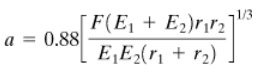 a = 0.88[F(E₁ + E₂)r₁r₂ / E₁E₂(r₁ + r₂)]^1/3